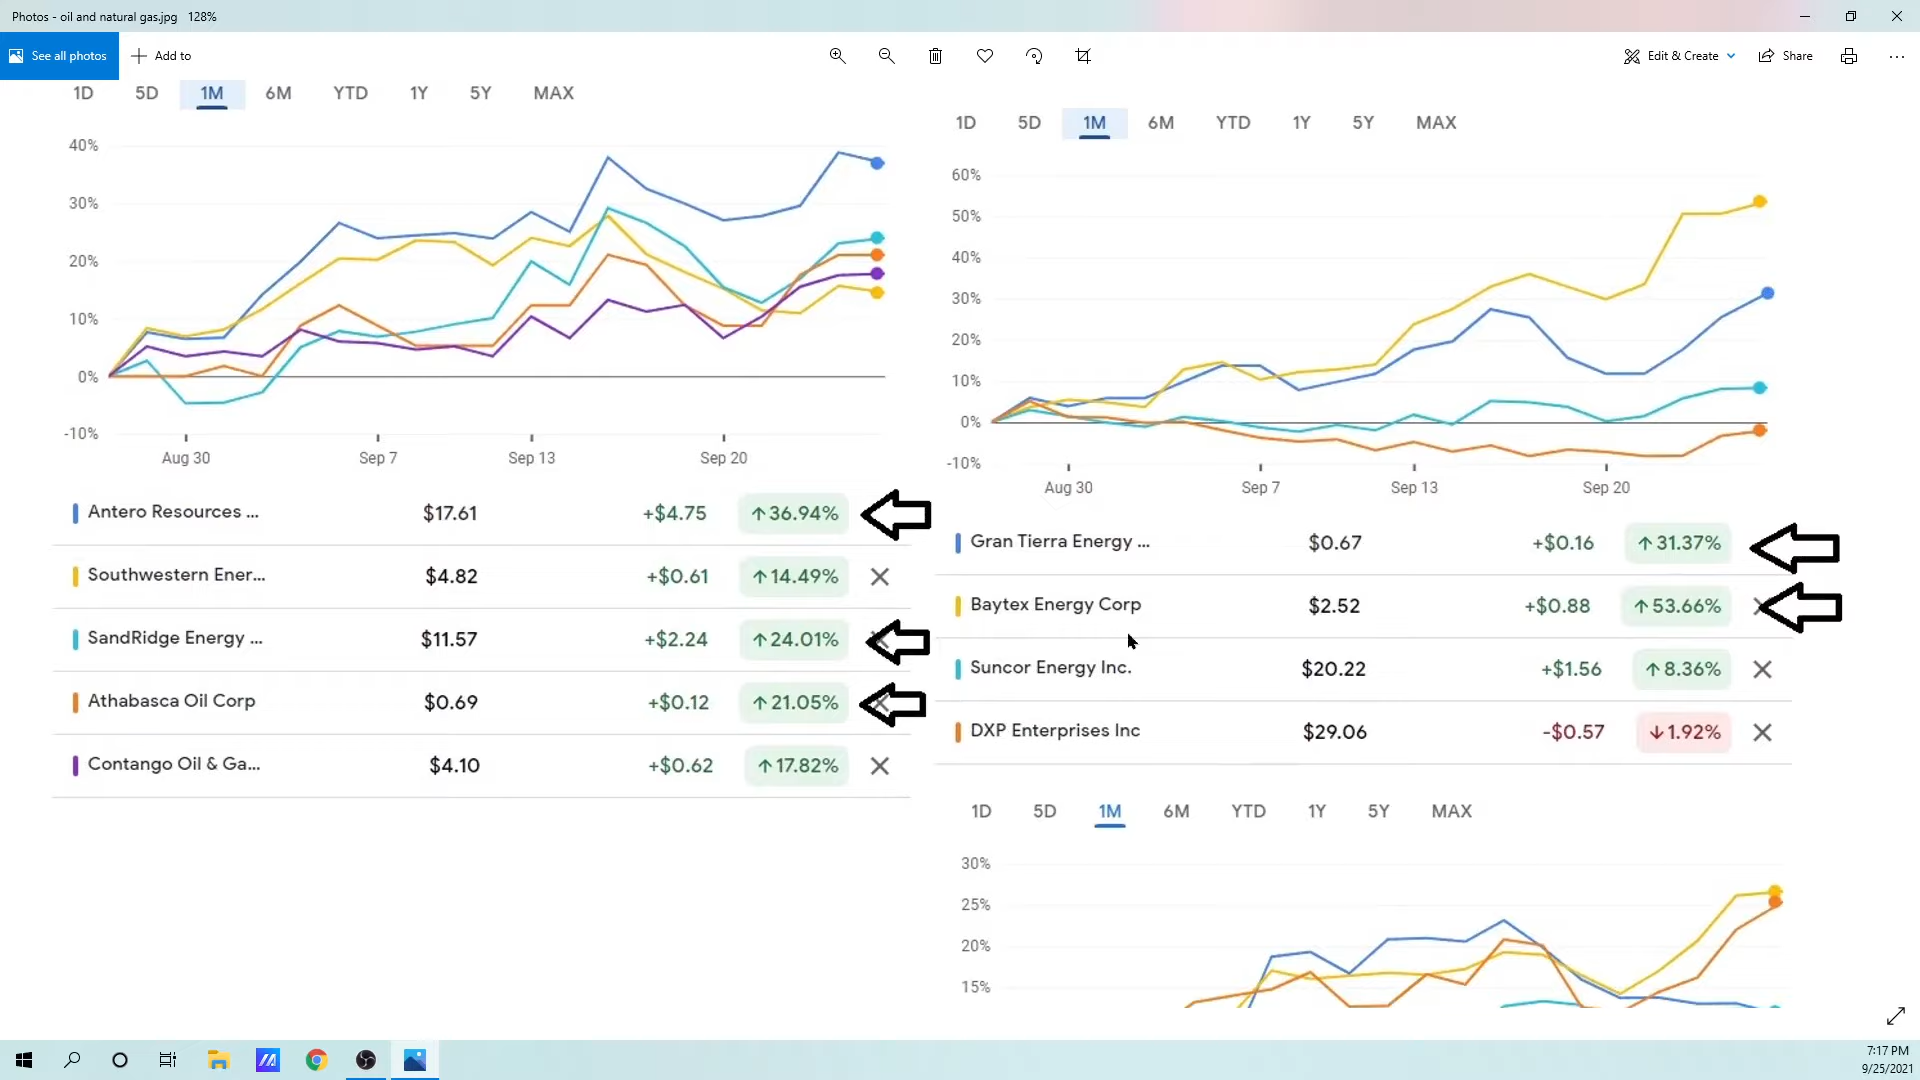 Photos - oil and natural gas.jpg 128%
See all photos
Add to
Edit & Create
Share
1D 5D 1M 6M YTD 1Y 5Y MAX
40%
30%
20%
10%
0%
-10%
Aug 30 Sep 7 Sep 13 Sep 20
Antero Resources ... $17.61 +$4.75 ↑36.94%
Southwestern Ener... $4.82 +$0.61 ↑14.49%
SandRidge Energy ... $11.57 +$2.24 ↑24.01%
Athabasca Oil Corp $0.69 +$0.12 ↑21.05%
Contango Oil & Ga... $4.10 +$0.62 ↑17.82%
1D 5D 1M 6M YTD 1Y 5Y MAX
60%
50%
40%
30%
20%
10%
0%
-10%
Aug 30 Sep 7 Sep 13 Sep 20
Gran Tierra Energy ... $0.67 +$0.16 ↑31.37%
Baytex Energy Corp $2.52 +$0.88 ↑53.66%
Suncor Energy Inc. $20.22 +$1.56 ↑8.36%
DXP Enterprises Inc $29.06 -$0.57 ↓1.92%
1D 5D 1M 6M YTD 1Y 5Y MAX
30%
25%
20%
15%
7:17 PM
9/25/2021